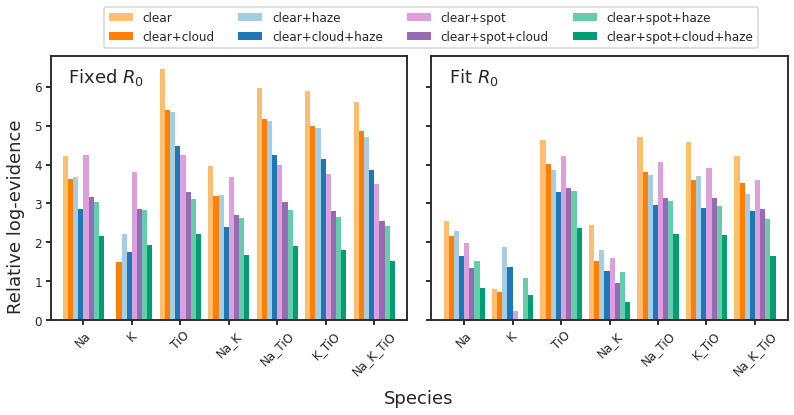 clear clear+haze clear+spot clear+spot+haze
clear+cloud clear+cloud+haze clear+spot+cloud clear+spot+cloud+haze
Fixed R₀ Fit R₀
Relative log-evidence
6
5
4
3
2
1
0
Na K TiO Na_K Na_TiO K_TiO Na_K_TiO Na K TiO Na_K Na_TiO K_TiO Na_K_TiO
Species